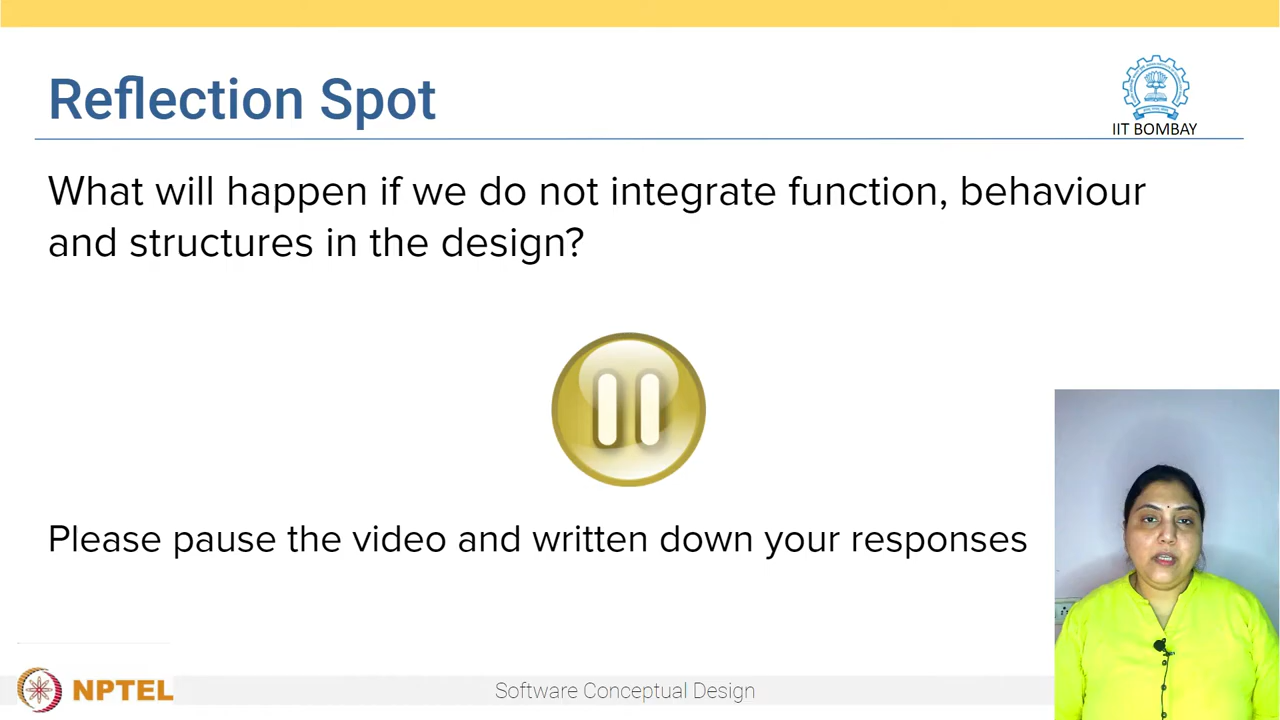 Reflection Spot
IIT BOMBAY
What will happen if we do not integrate function, behaviour
and structures in the design?
Please pause the video and written down your responses
NPTEL
Software Conceptual Design